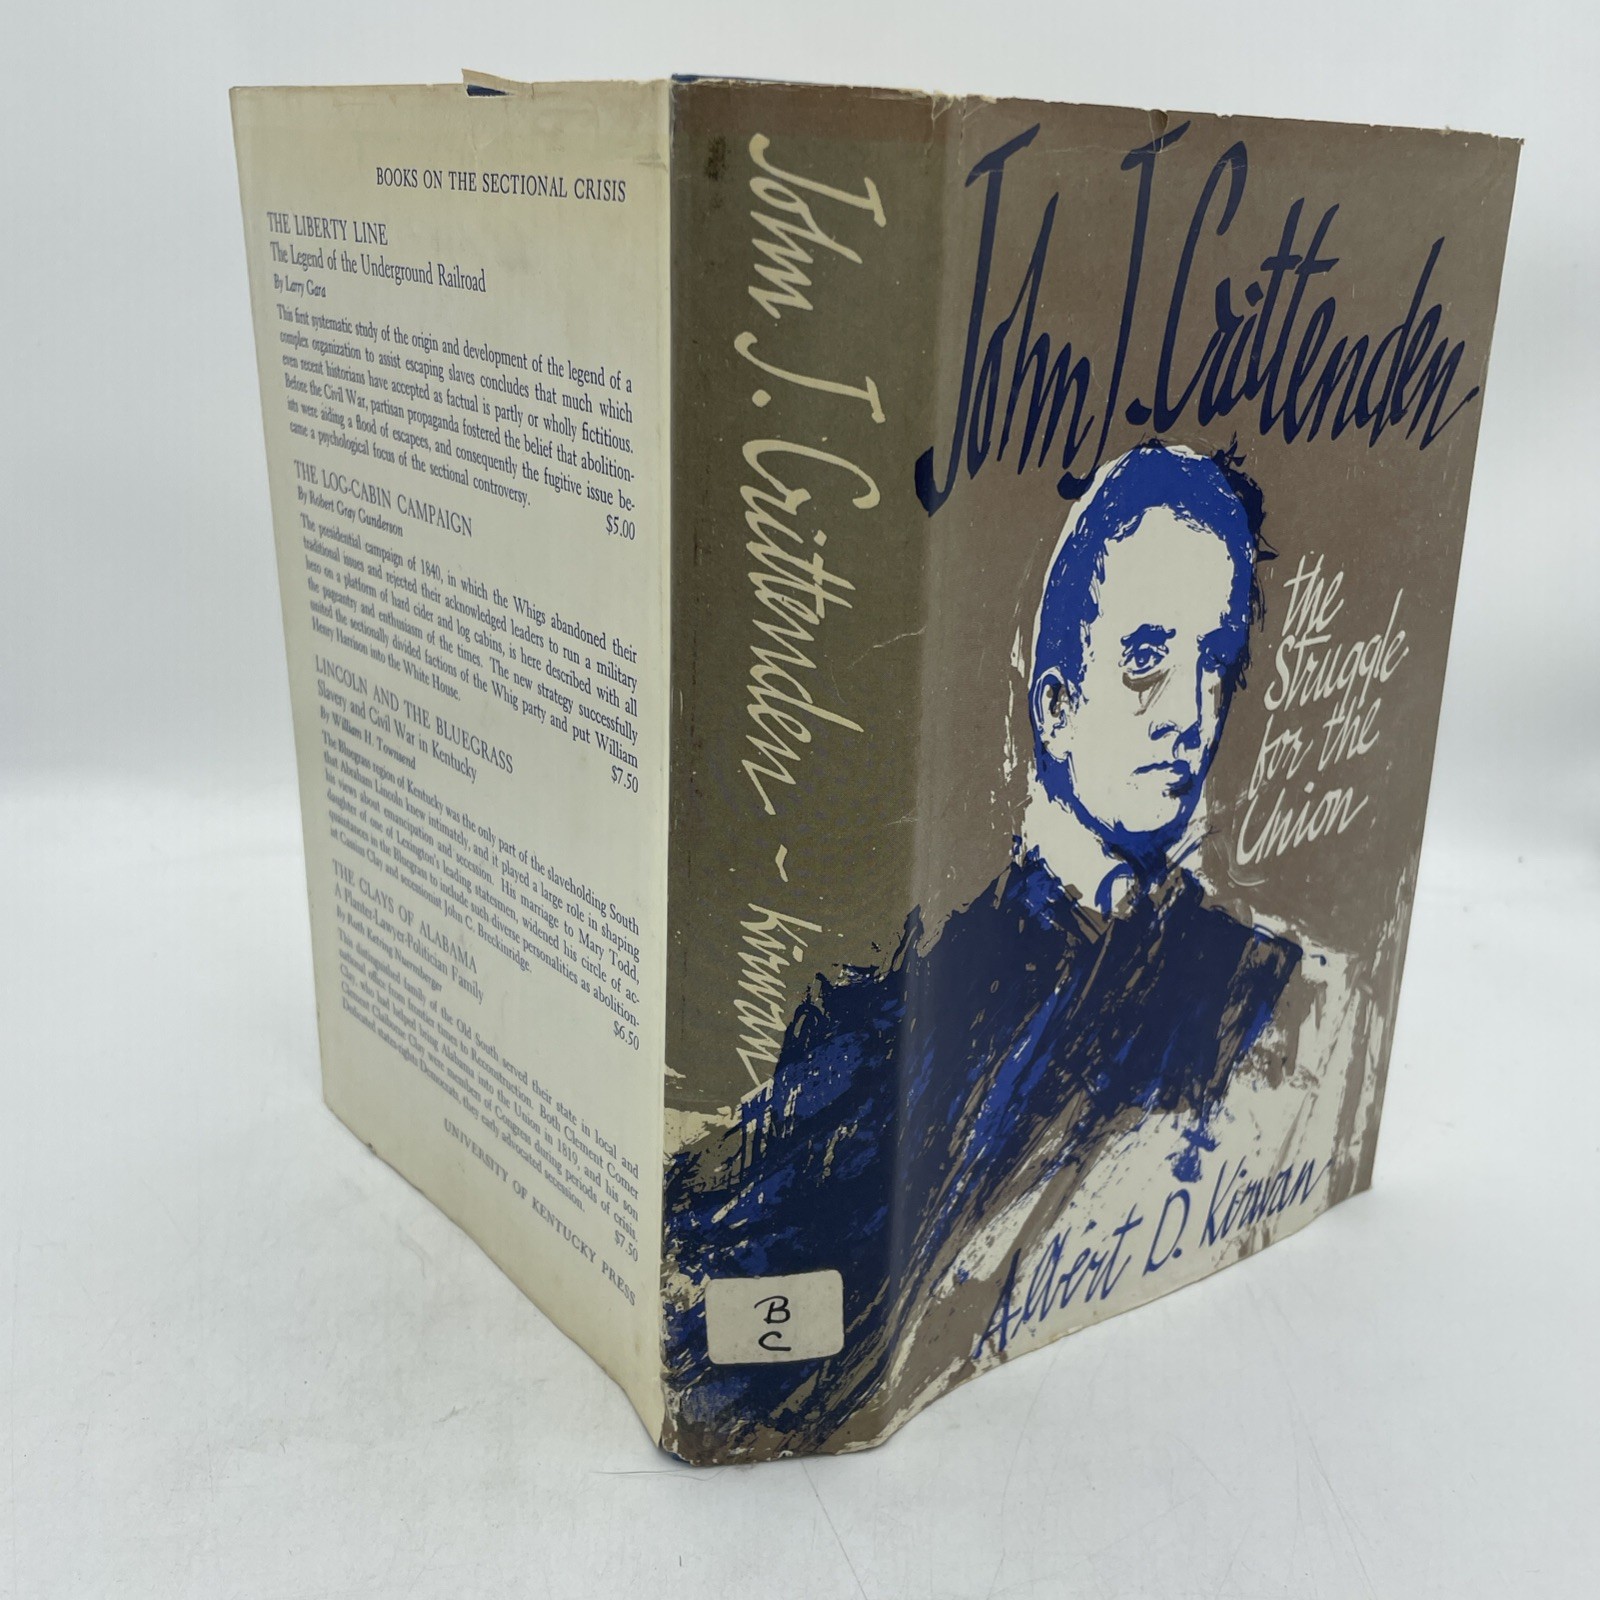 BOOKS ON THE SECTIONAL CRISIS
THE LIBERTY LINE
The Legend of the Underground Railroad
By Larry Gara
This first systematic study of the origin and development of the legend of a
complex organization to assist escaping slaves concludes that much which
even recent historians have accepted as factual is partly or wholly fictitious.
Before the Civil War, partisan propaganda fostered the belief that abolition-
ists were aiding a flood of escapees, and consequently the fugitive issue be-
came a psychological focus of the sectional controversy.
$5.00
THE LOG-CABIN CAMPAIGN
By Robert Gray Gunderson
The presidential campaign of 1840, in which the Whigs abandoned their
traditional issues and rejected their acknowledged leaders to run a military
hero on a platform of hard cider and log cabins, is here described with all
the pageantry and enthusiasm of the times. The new strategy successfully
united the sectionally divided factions of the Whig party and put William
Henry Harrison into the White House.
$7.50
LINCOLN AND THE BLUEGRASS
Slavery and Civil War in Kentucky
By William H. Townsend
The Bluegrass region of Kentucky was the only part of the slaveholding South
that Abraham Lincoln knew intimately, and it played a large role in shaping
his views about emancipation and secession. His marriage to Mary Todd,
daughter of one of Lexington's leading statesmen, widened his circle of ac-
quaintances in the Bluegrass to include such diverse personalities as abolition-
ist Cassius Clay and secessionist John C. Breckinridge.
$6.50
THE CLAYS OF ALABAMA
A Planter-Lawyer-Politician Family
By Ruth Ketring Nuermberger
This distinguished family of the Old South served their state in local and
national offices from frontier times to Reconstruction. Both Clement Comer
Clay, who had helped bring Alabama into the Union in 1819, and his son
Clement Claiborne Clay were members of Congress during periods of crisis.
Dedicated states-rights Democrats, they early advocated secession.
$7.50
UNIVERSITY OF KENTUCKY PRESS
John J. Crittenden - Kirwan
B
C
John J. Crittenden
the
Struggle
for the
Union
Albert D. Kirwan